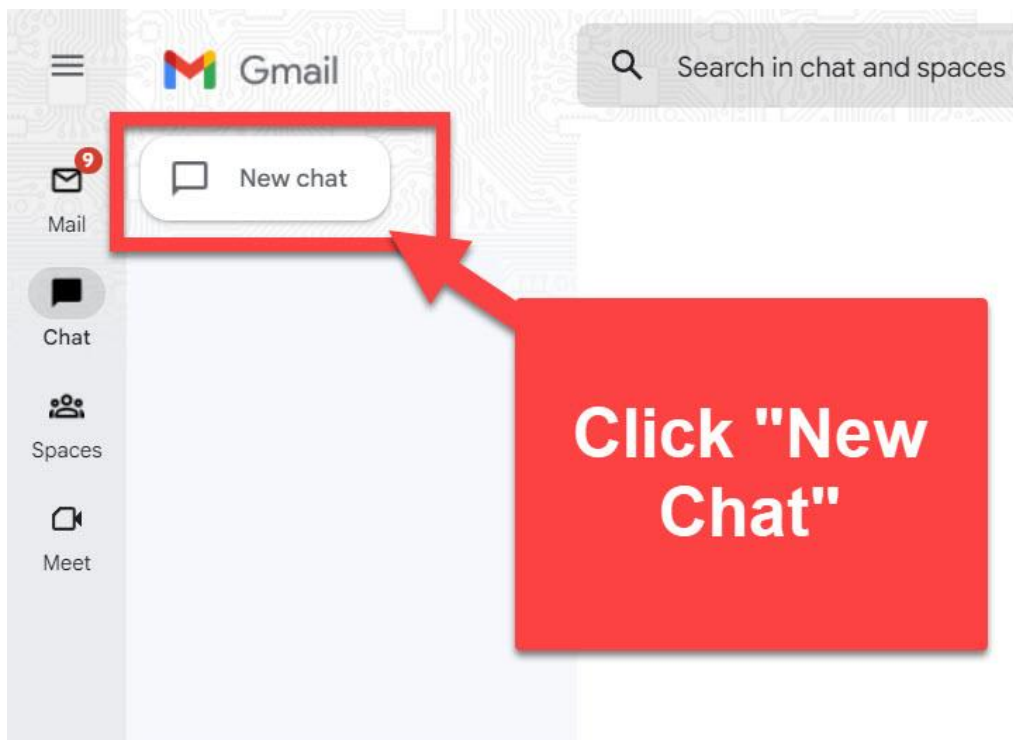 Gmail
Search in chat and spaces
New chat
9
Mail
Chat
Spaces
Meet
Click "New
Chat"